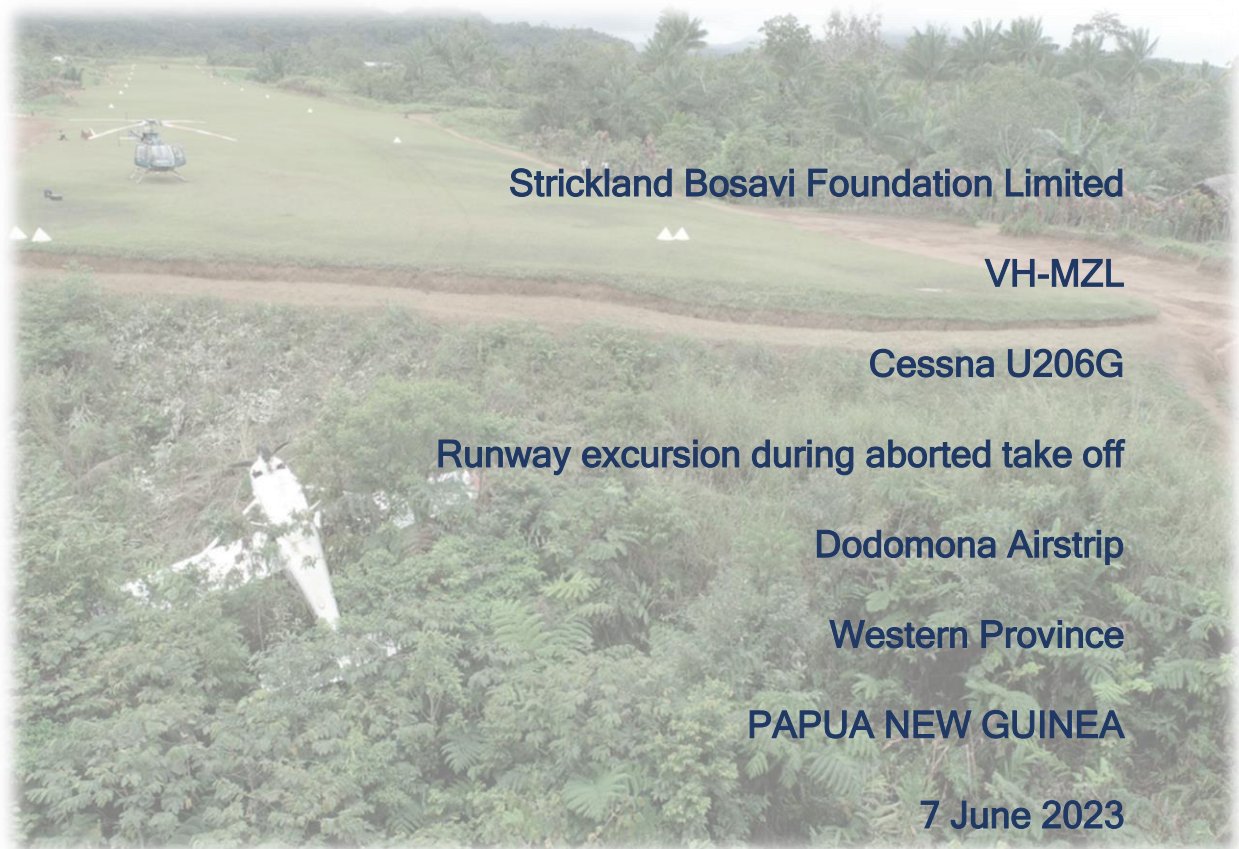 Strickland Bosavi Foundation Limited
VH-MZL
Cessna U206G
Runway excursion during aborted take off
Dodomona Airstrip
Western Province
PAPUA NEW GUINEA
7 June 2023